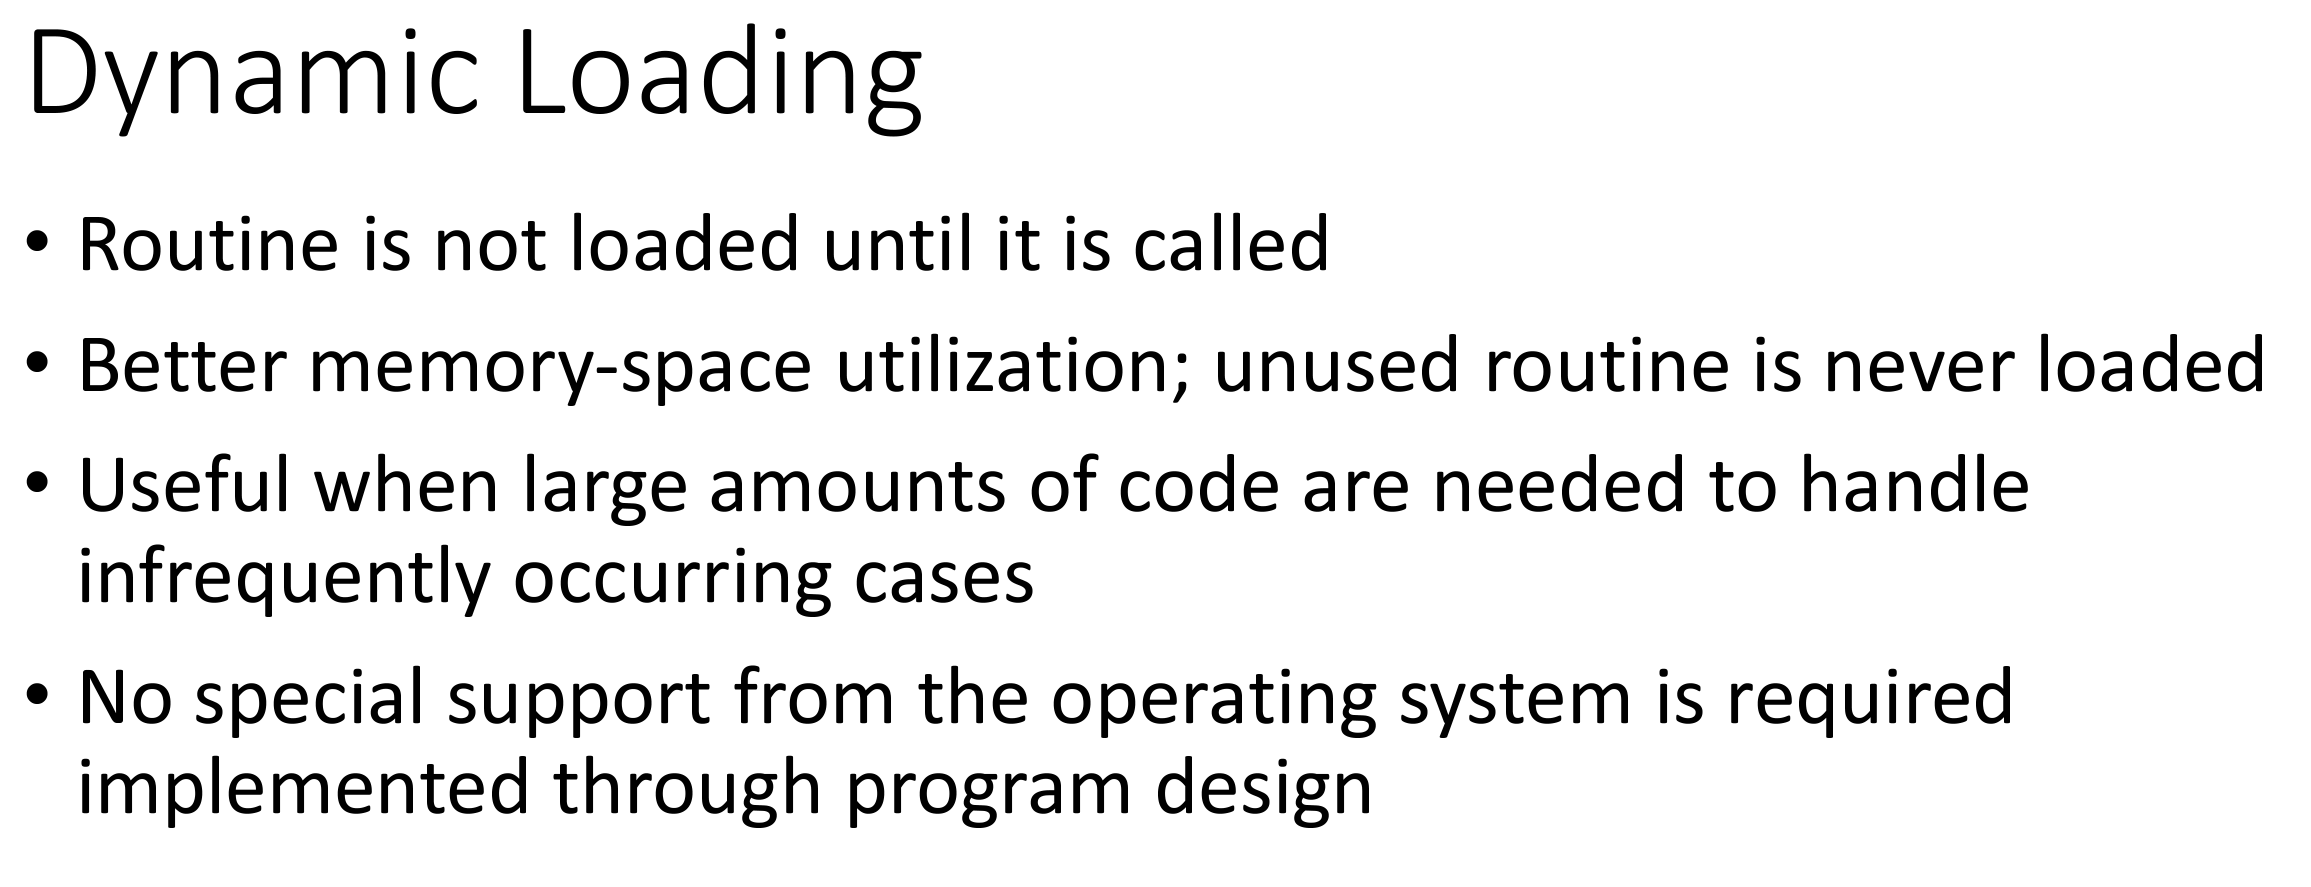 Dynamic Loading
• Routine is not loaded until it is called
• Better memory-space utilization; unused routine is never loaded
• Useful when large amounts of code are needed to handle
infrequently occurring cases
• No special support from the operating system is required
implemented through program design